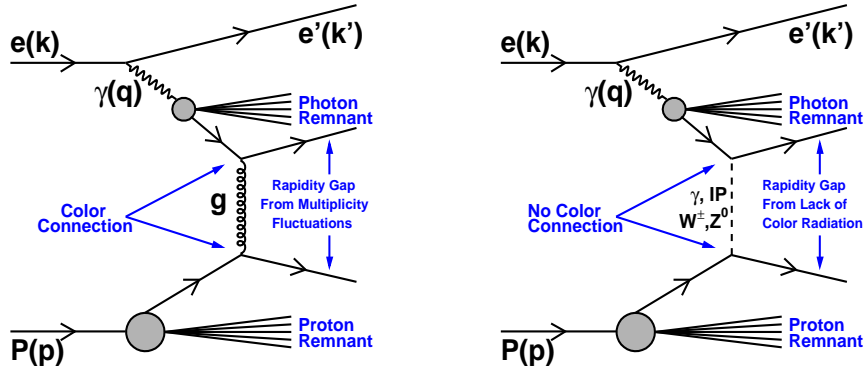 e(k)
e'(k')
γ(q)
Photon
Remnant
Color
Connection
g
Rapidity Gap
From Multiplicity
Fluctuations
P(p)
Proton
Remnant
e(k)
e'(k')
γ(q)
Photon
Remnant
No Color
Connection
γ, IP
W±,Z0
Rapidity Gap
From Lack of
Color Radiation
P(p)
Proton
Remnant